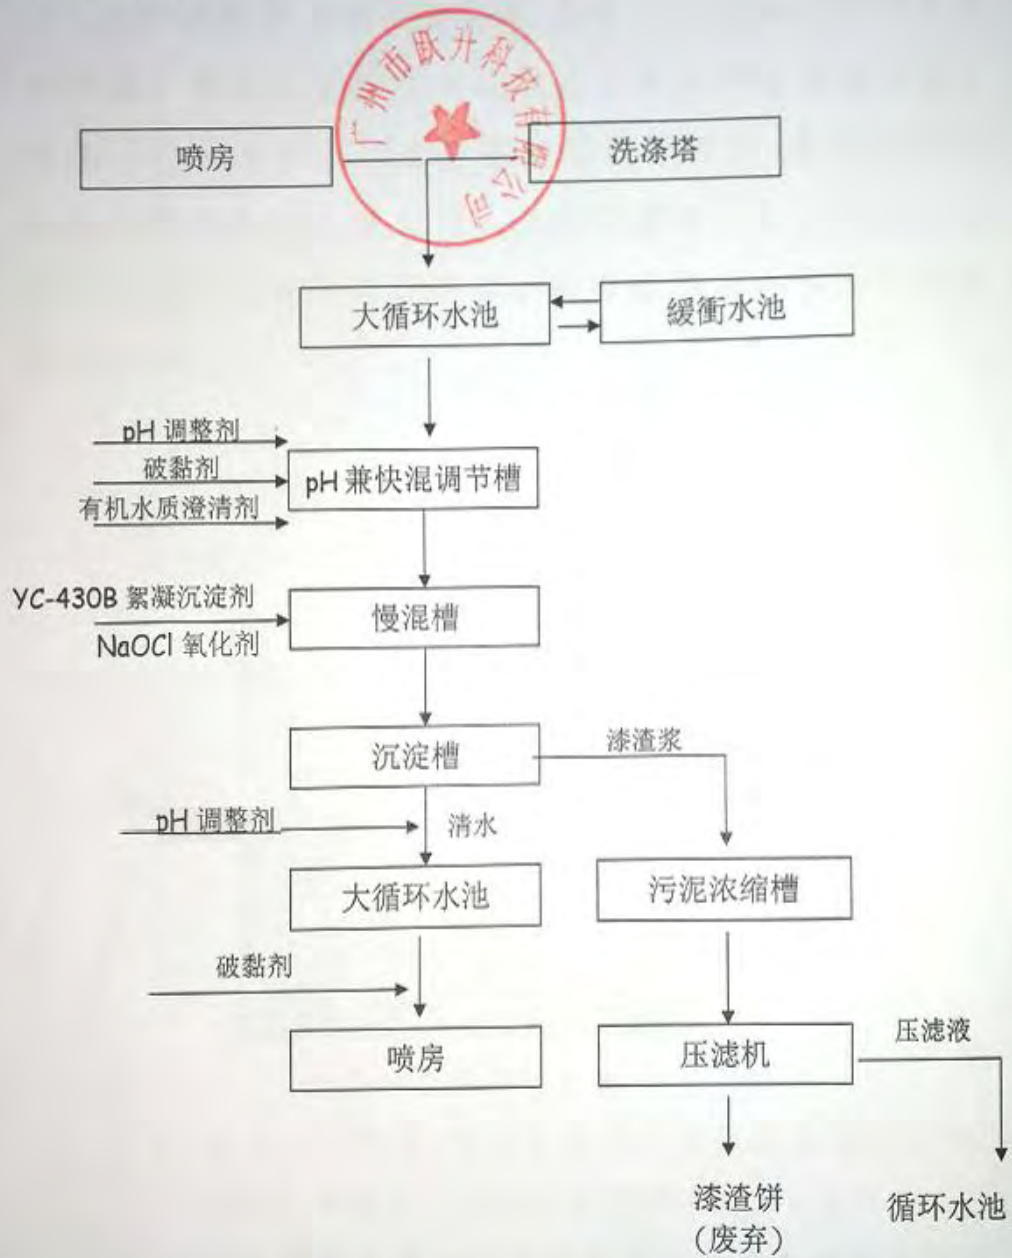 广州市跃升科技有限公司
喷房
洗涤塔
大循环水池
緩衝水池
pH 调整剂
破黏剂
有机水质澄清剂
pH 兼快混调节槽
YC-430B 絮凝沉淀剂
NaOCl 氧化剂
慢混槽
沉淀槽
漆渣浆
pH 调整剂
清水
大循环水池
污泥浓缩槽
破黏剂
喷房
压滤机
压滤液
漆渣饼
（废弃）
循环水池